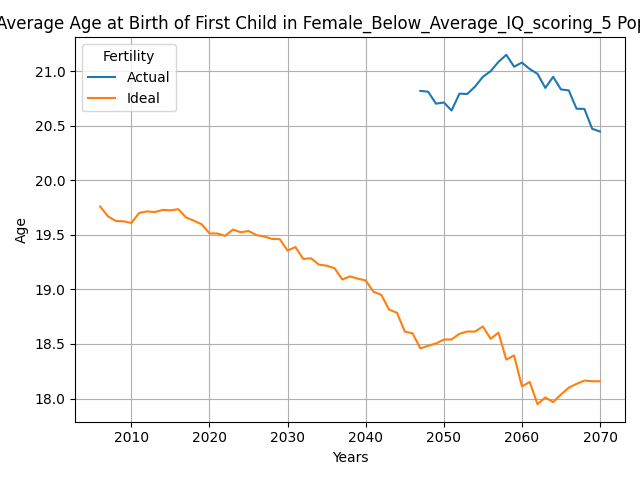 Average Age at Birth of First Child in Female_Below_Average_IQ_scoring_5
Fertility
Actual
Ideal
21.0
20.5
20.0
19.5
19.0
18.5
18.0
Age
2010 2020 2030 2040 2050 2060 2070
Years